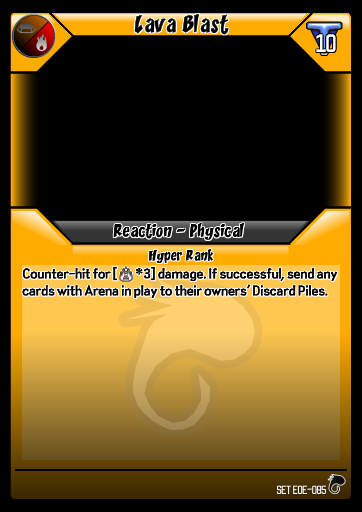 Lava Blast
10
Reaction - Physical
Hyper Rank
Counter-hit for [ *3] damage. If successful, send any
cards with Arena in play to their owners' Discard Piles.
SET EOE-085